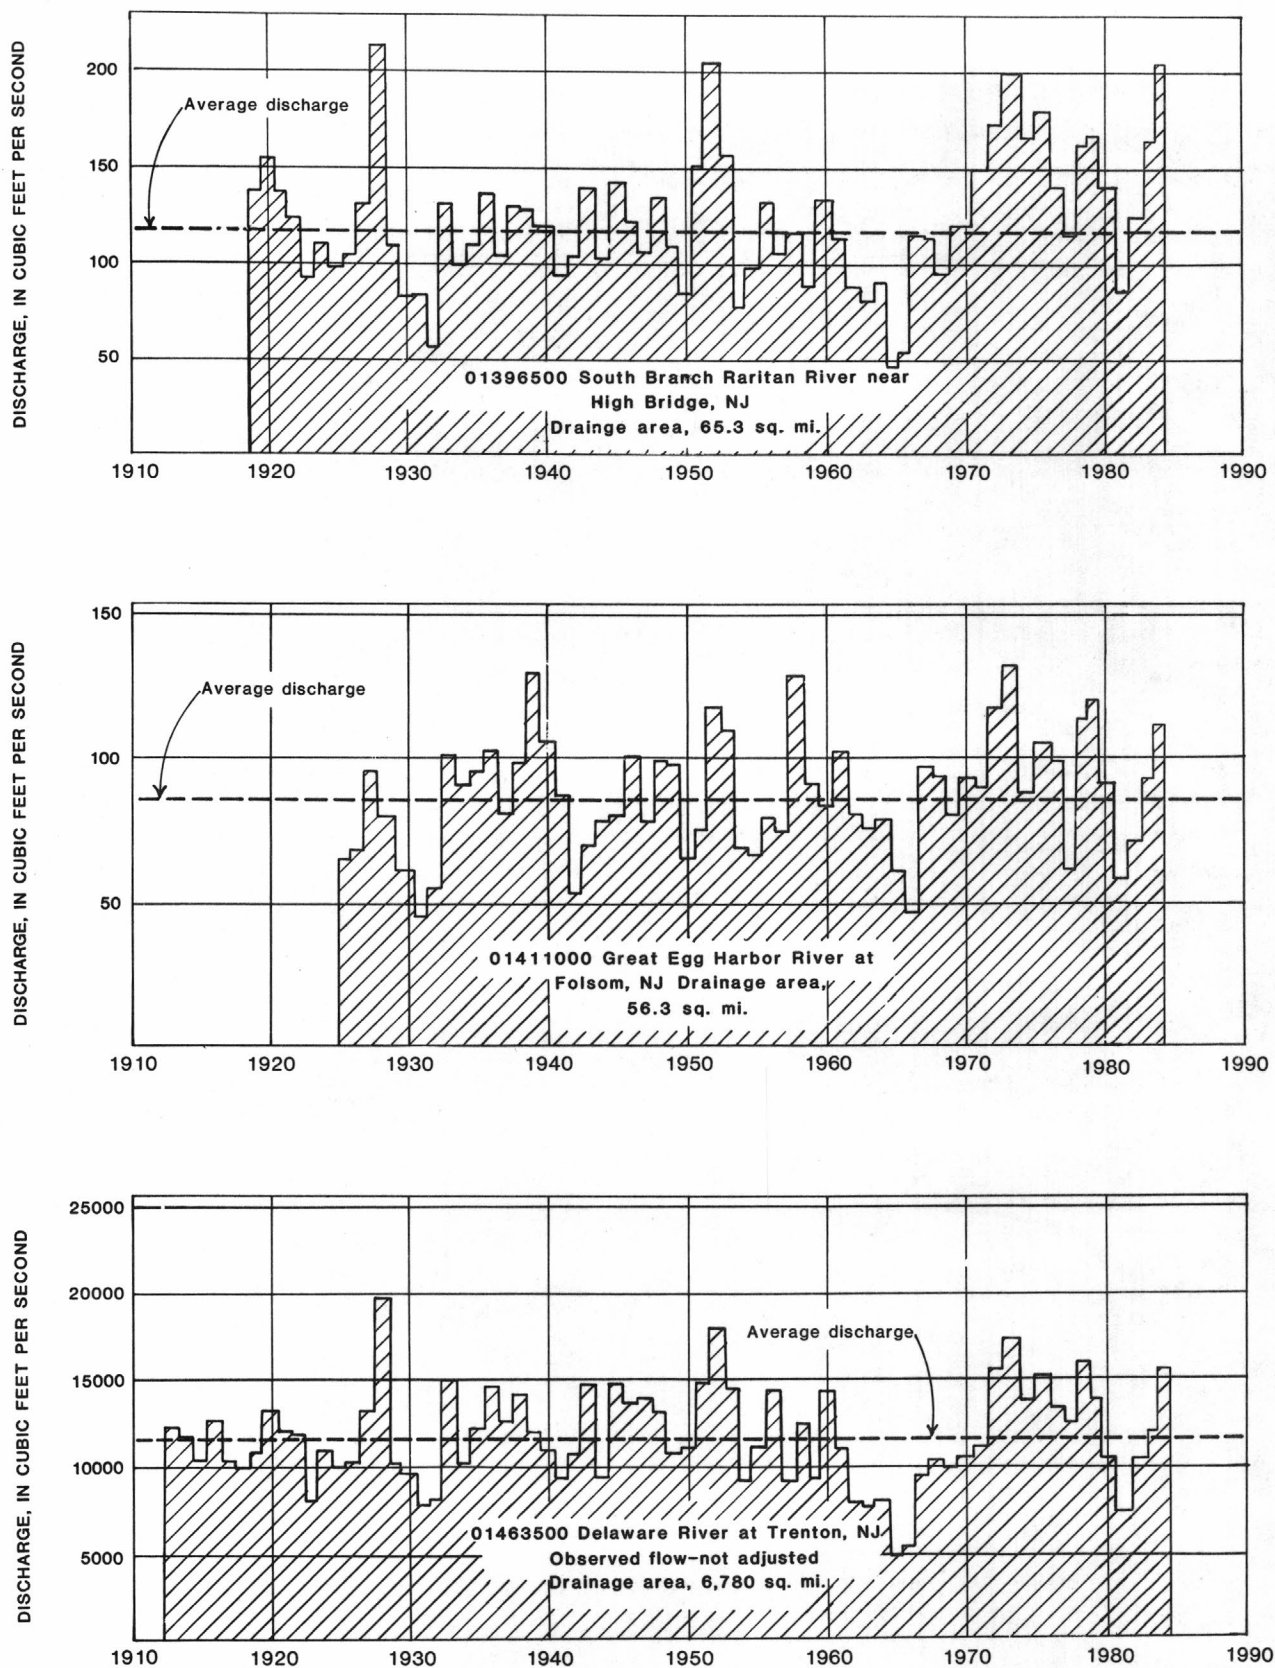 DISCHARGE, IN CUBIC FEET PER SECOND
200
150
100
50
Average discharge
01396500 South Branch Raritan River near
High Bridge, NJ
Drainge area, 65.3 sq. mi.
1910 1920 1930 1940 1950 1960 1970 1980 1990
DISCHARGE, IN CUBIC FEET PER SECOND
150
100
50
Average discharge
01411000 Great Egg Harbor River at
Folsom, NJ Drainage area,
56.3 sq. mi.
1910 1920 1930 1940 1950 1960 1970 1980 1990
DISCHARGE, IN CUBIC FEET PER SECOND
25000
20000
15000
10000
5000
Average discharge
01463500 Delaware River at Trenton, NJ
Observed flow-not adjusted
Drainage area, 6,780 sq. mi.
1910 1920 1930 1940 1950 1960 1970 1980 1990